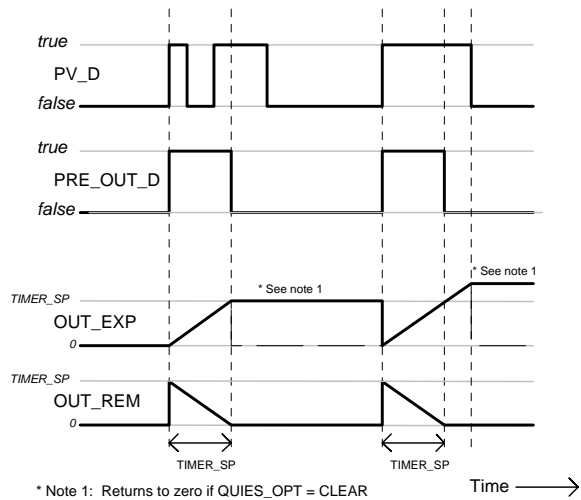 true
PV_D
false
true
PRE_OUT_D
false
* See note 1
* See note 1
TIMER_SP
OUT_EXP
0
TIMER_SP
OUT_REM
0
TIMER_SP
TIMER_SP
* Note 1: Returns to zero if QUIES_OPT = CLEAR
Time